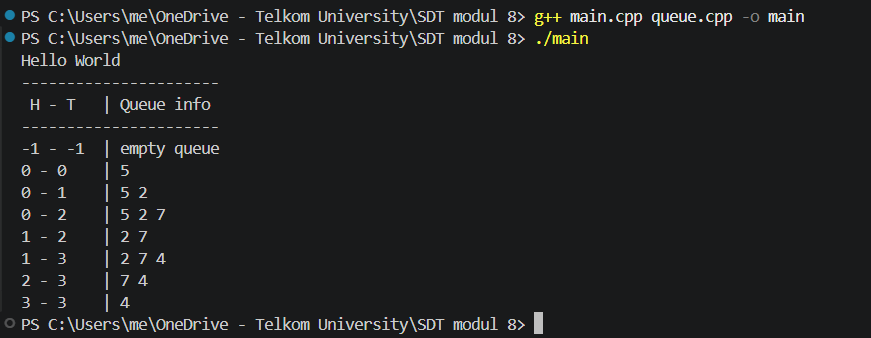 PS C:\Users\me\OneDrive - Telkom University\SDT modul 8> g++ main.cpp queue.cpp -o main
PS C:\Users\me\OneDrive - Telkom University\SDT modul 8> ./main
Hello World
----------------------
 H - T   | Queue info
----------------------
-1 - -1  | empty queue
0 - 0    | 5
0 - 1    | 5 2
0 - 2    | 5 2 7
1 - 2    | 2 7
1 - 3    | 2 7 4
2 - 3    | 7 4
3 - 3    | 4
PS C:\Users\me\OneDrive - Telkom University\SDT modul 8>